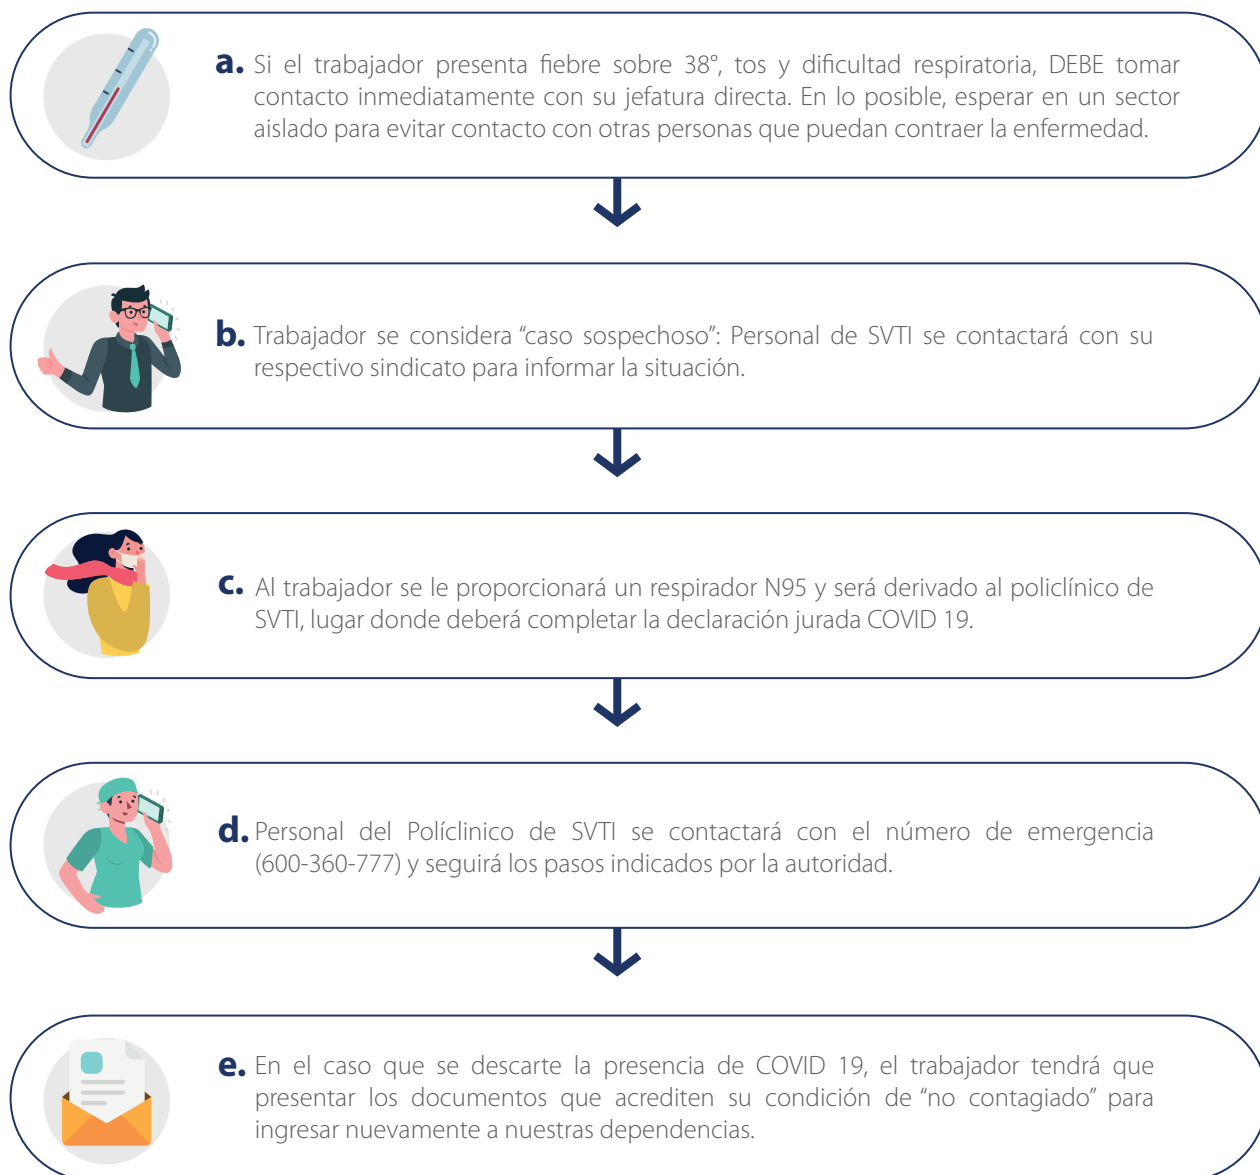 a. Si el trabajador presenta fiebre sobre 38°, tos y dificultad respiratoria, DEBE tomar
contacto inmediatamente con su jefatura directa. En lo posible, esperar en un sector
aislado para evitar contacto con otras personas que puedan contraer la enfermedad.
b. Trabajador se considera “caso sospechoso”: Personal de SVTI se contactará con su
respectivo sindicato para informar la situación.
c. Al trabajador se le proporcionará un respirador N95 y será derivado al policlínico de
SVTI, lugar donde deberá completar la declaración jurada COVID 19.
d. Personal del Políclinico de SVTI se contactará con el número de emergencia
(600-360-777) y seguirá los pasos indicados por la autoridad.
e. En el caso que se descarte la presencia de COVID 19, el trabajador tendrá que
presentar los documentos que acrediten su condición de “no contagiado” para
ingresar nuevamente a nuestras dependencias.